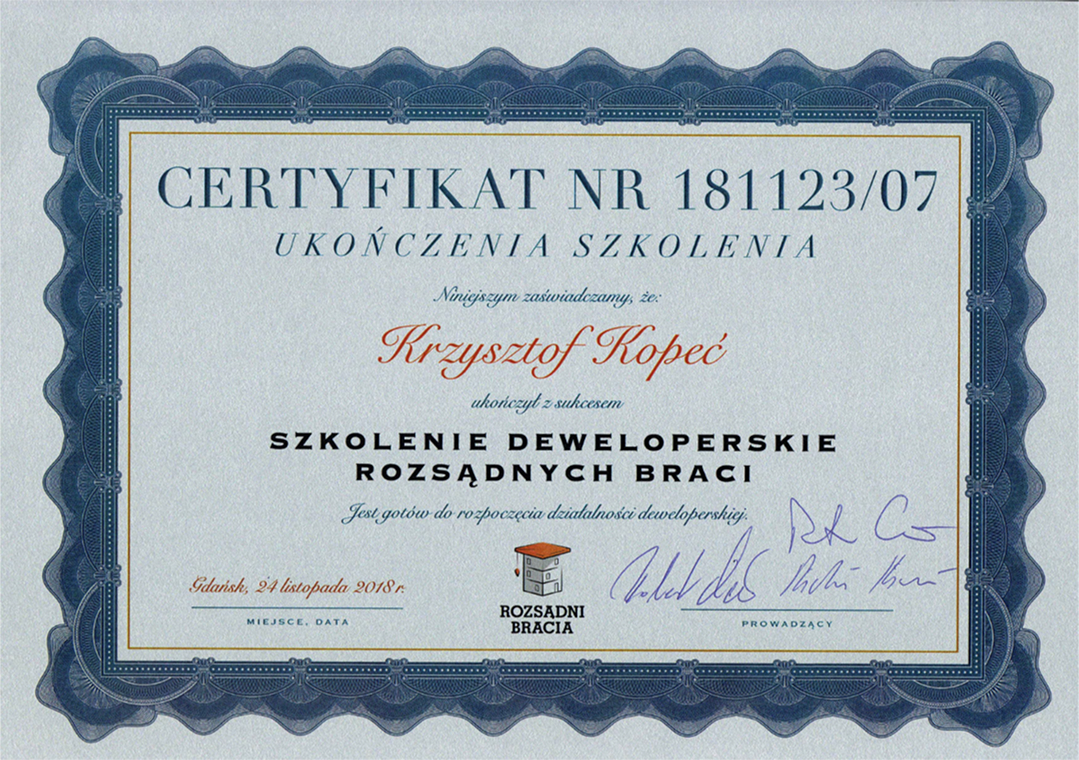 CERTYFIKAT NR 181123/07
UKOŃCZENIA SZKOLENIA
Niniejszym zaświadczamy, że:
Krzysztof Kopeć
ukończył z sukcesem
SZKOLENIE DEWELOPERSKIE
ROZSĄDNYCH BRACI
Jest gotów do rozpoczęcia działalności deweloperskiej.
Gdańsk, 24 listopada 2018 r.
MIEJSCE, DATA
ROZSĄDNI
BRACIA
PROWADZĄCY